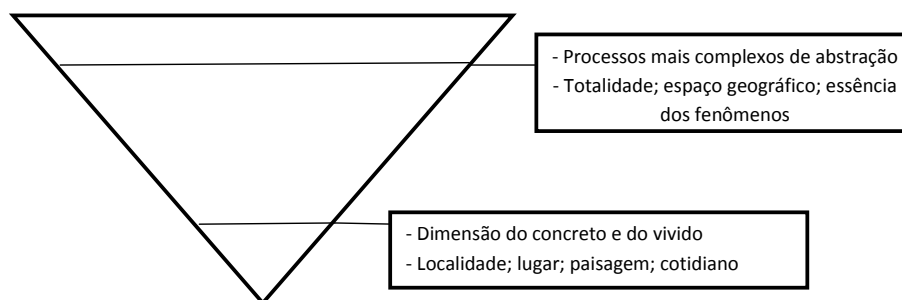 - Processos mais complexos de abstração
- Totalidade; espaço geográfico; essência
dos fenômenos
- Dimensão do concreto e do vivido
- Localidade; lugar; paisagem; cotidiano